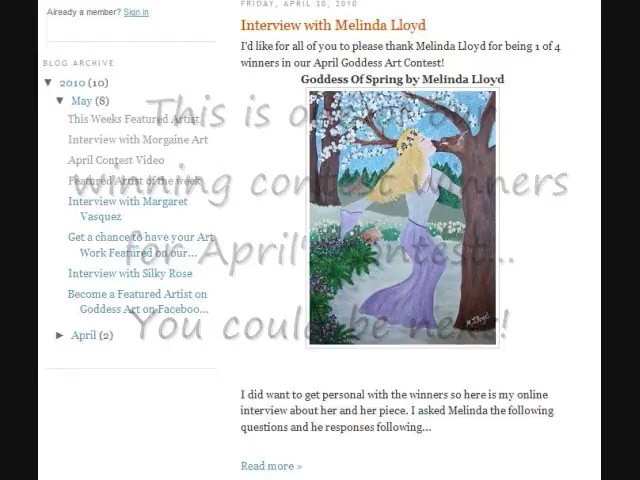 Already a member? Sign in
FRIDAY, APRIL 30, 2010
Interview with Melinda Lloyd
I'd like for all of you to please thank Melinda Lloyd for being 1 of 4
winners in our April Goddess Art Contest!
Goddess Of Spring by Melinda Lloyd
BLOG ARCHIVE
▼ 2010 (10)
▼ May (8)
This Weeks Featured Artist
Interview with Morgaine Art
April Contest Video
Featured Artist of the week
Interview with Margaret
Vasquez
Get a chance to have your Art
Work Featured on our...
Interview with Silky Rose
Become a Featured Artist on
Goddess Art on Faceboo...
► April (2)
This is one of our
winning contest winners
for April's contest...
You could be next!
I did want to get personal with the winners so here is my online
interview about her and her piece. I asked Melinda the following
questions and he responses following...
Read more »